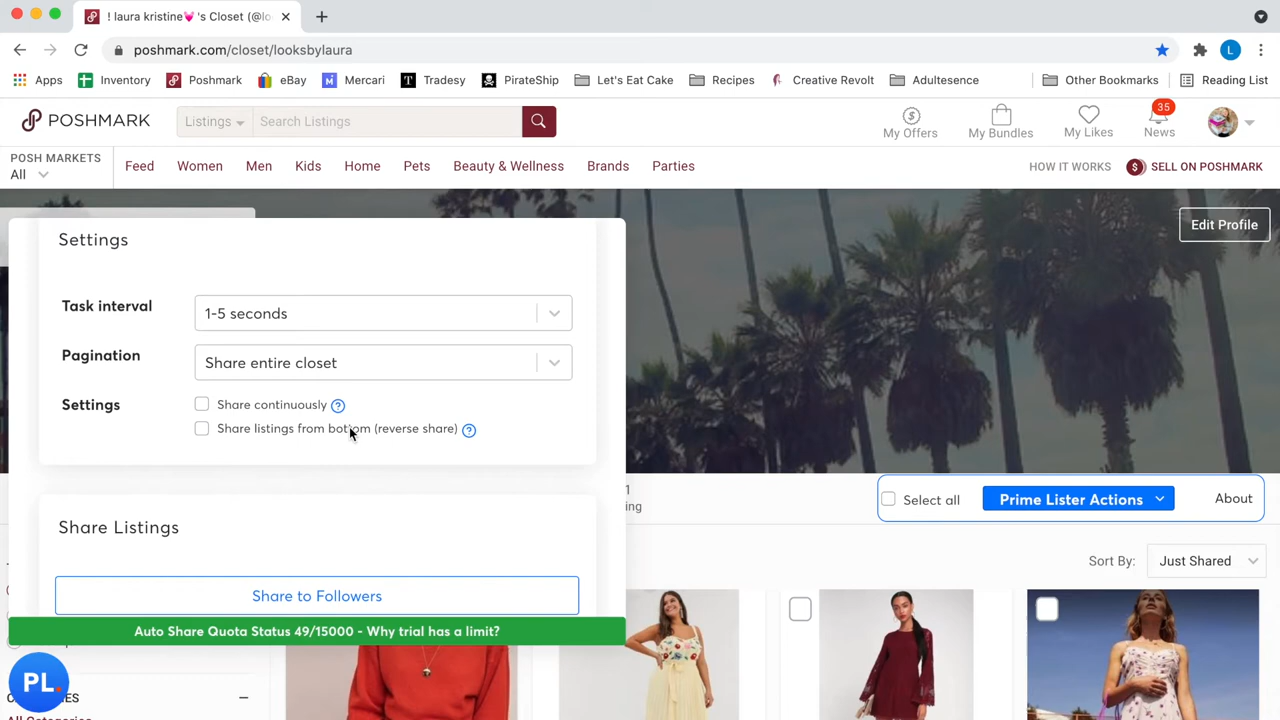 ! laura kristine💓 's Closet (@lo
poshmark.com/closet/looksbylaura
L
Apps Inventory Poshmark eBay Mercari Tradesy PirateShip Let's Eat Cake Recipes Creative Revolt Adultesence Other Bookmarks Reading List
POSHMARK
Listings Search Listings
35
My Offers My Bundles My Likes News
POSH MARKETS
All
Feed Women Men Kids Home Pets Beauty & Wellness Brands Parties HOW IT WORKS $ SELL ON POSHMARK
Edit Profile
Settings
Task interval 1-5 seconds
Pagination Share entire closet
Settings Share continuously ?
Share listings from bottom (reverse share) ?
1
ing
Select all Prime Lister Actions About
Share Listings
Sort By: Just Shared
Share to Followers
Auto Share Quota Status 49/15000 - Why trial has a limit?
PL.
All Categories